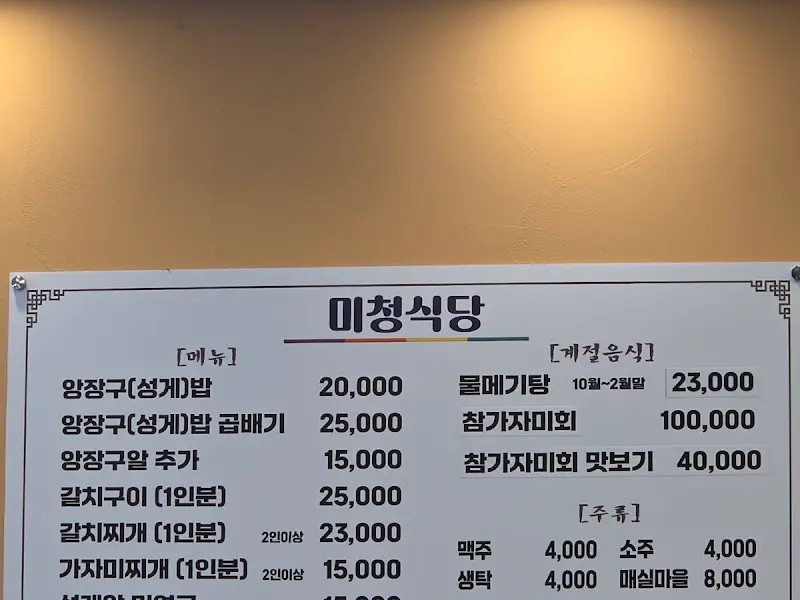 미청식당
[메뉴]
앙장구(성게)밥 20,000
앙장구(성게)밥 곱배기 25,000
앙장구알 추가 15,000
갈치구이 (1인분) 25,000
갈치찌개 (1인분) 2인이상 23,000
가자미찌개 (1인분) 2인이상 15,000
[계절음식]
물메기탕 10월~2월말 23,000
참가자미회 100,000
참가자미회 맛보기 40,000
[주류]
맥주 4,000 소주 4,000
생탁 4,000 매실마을 8,000